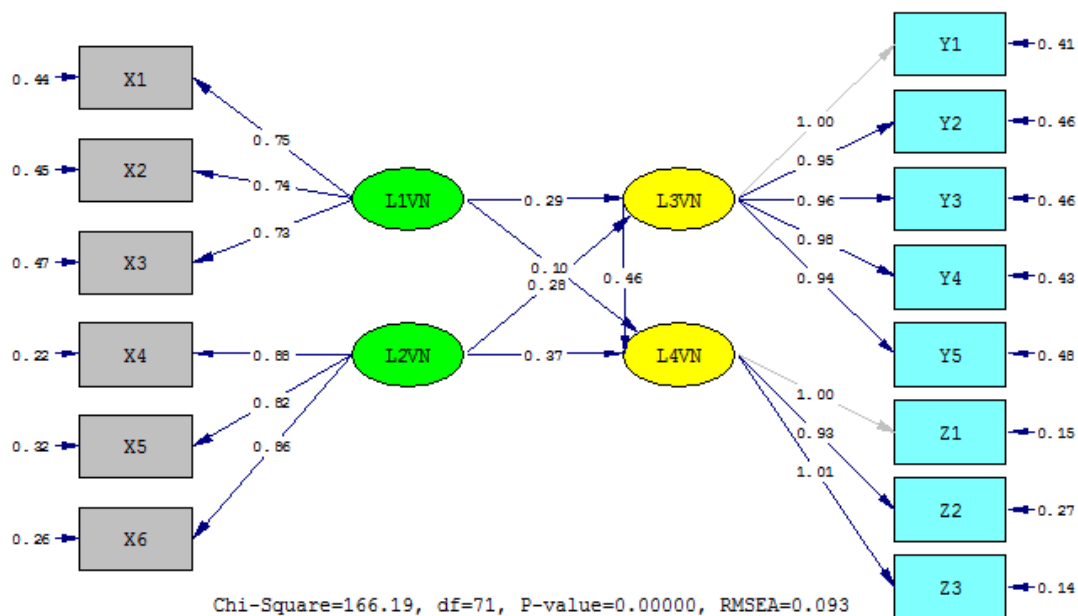 Y1
0.41
0.44
X1
1.00
Y2
0.46
0.75
0.95
0.45
X2
0.74
L1VN
0.29
L3VN
0.96
Y3
0.46
0.73
0.98
0.47
X3
0.10
0.28
0.46
Y4
0.43
0.94
0.22
X4
0.88
L2VN
0.37
L4VN
Y5
0.48
0.82
1.00
0.32
X5
0.86
0.93
Z1
0.15
1.01
0.26
X6
Z2
0.27
Z3
0.14
Chi-Square=166.19, df=71, P-value=0.00000, RMSEA=0.093